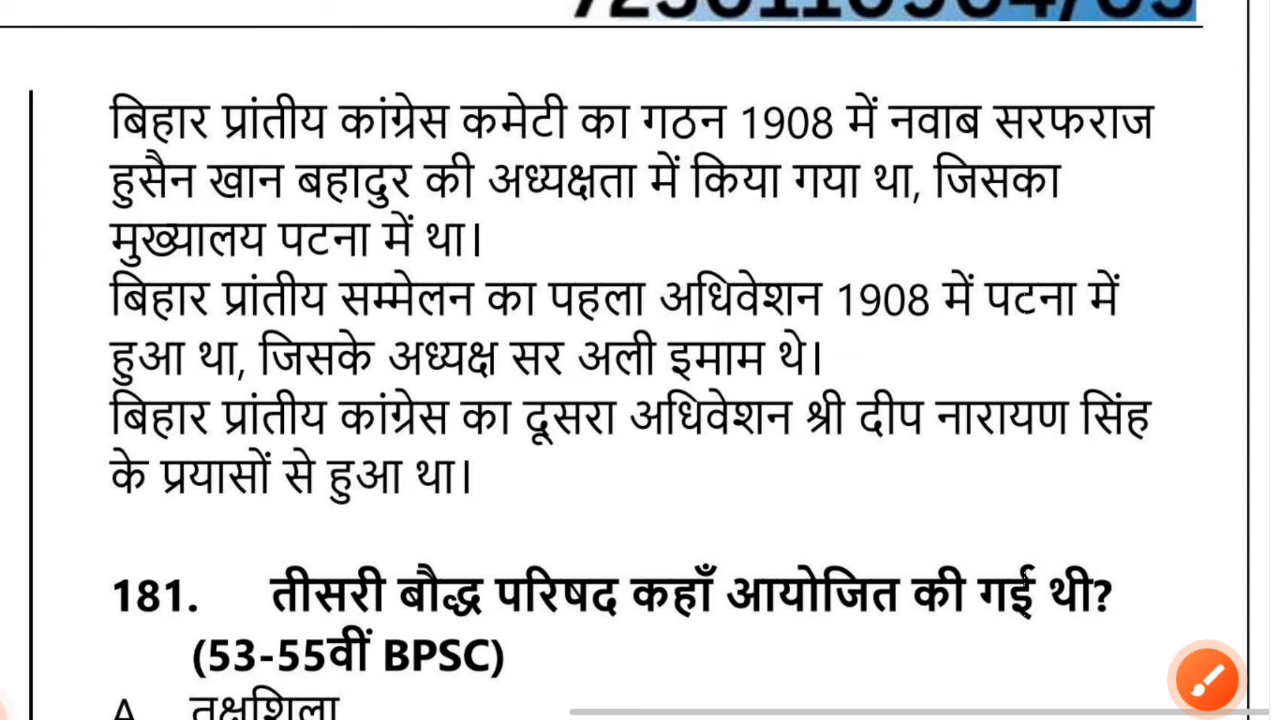 बिहार प्रांतीय कांग्रेस कमेटी का गठन 1908 में नवाब सरफराज
हुसैन खान बहादुर की अध्यक्षता में किया गया था, जिसका
मुख्यालय पटना में था।
बिहार प्रांतीय सम्मेलन का पहला अधिवेशन 1908 में पटना में
हुआ था, जिसके अध्यक्ष सर अली इमाम थे।
बिहार प्रांतीय कांग्रेस का दूसरा अधिवेशन श्री दीप नारायण सिंह
के प्रयासों से हुआ था।
181. तीसरी बौद्ध परिषद कहाँ आयोजित की गई थी?
(53-55वीं BPSC)
A तक्षशिला